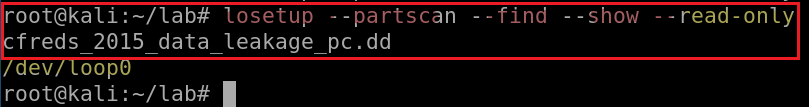 root@kali:~/lab# losetup --partscan --find --show --read-only
cfreds_2015_data_leakage_pc.dd
/dev/loop0
root@kali:~/lab#